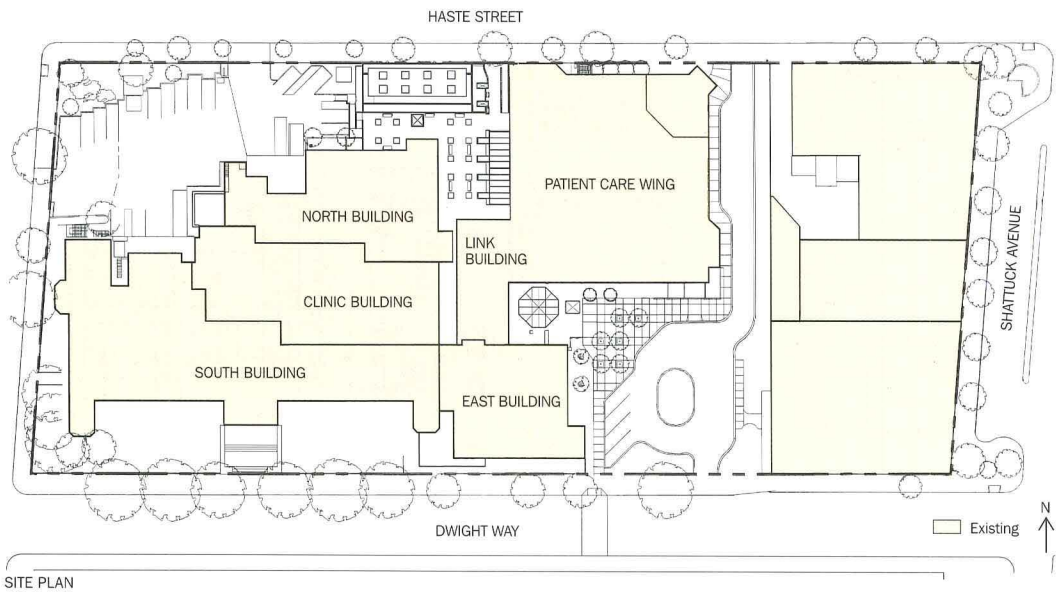 HASTE STREET
PATIENT CARE WING
NORTH BUILDING
LINK
BUILDING
CLINIC BUILDING
SHATTUCK AVENUE
SOUTH BUILDING
EAST BUILDING
DWIGHT WAY
Existing
N
SITE PLAN